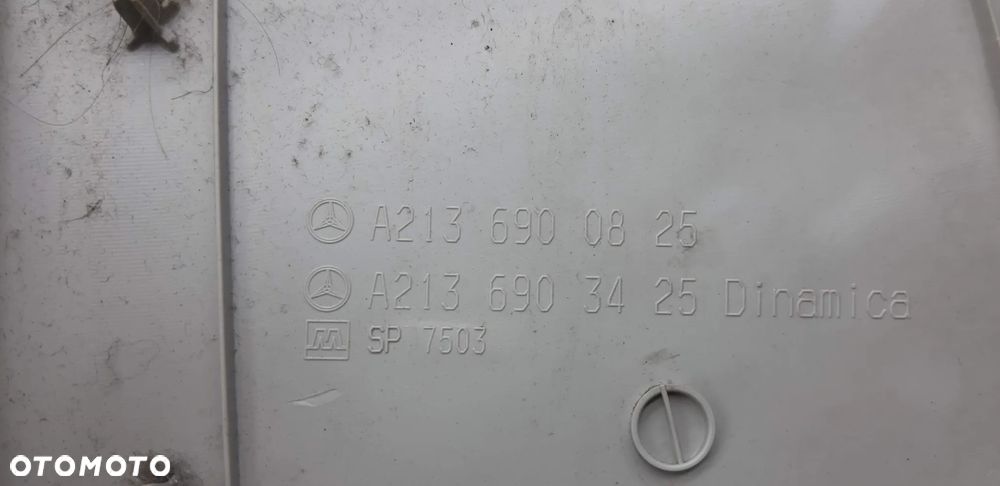 A213 690 08 25
A213 690 34 25 Dinamica
SP 7503
OTOMOTO